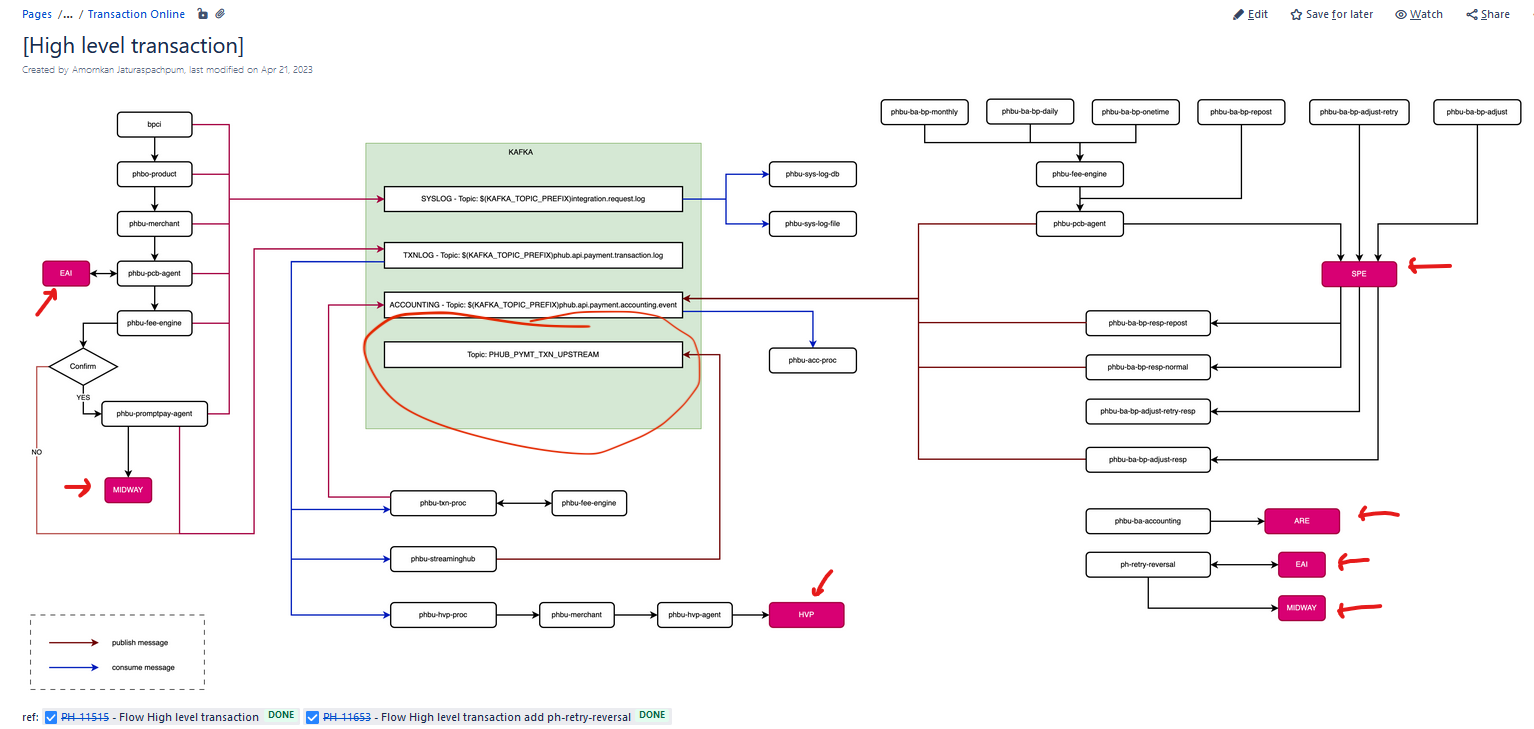 Pages /... / Transaction Online
Edit Save for later Watch Share
[High level transaction]
Created by Amornkan Jaturaspachpum, last modified on Apr 21, 2023
bpci
phbo-product
phbu-merchant
EAI
phbu-pcb-agent
phbu-fee-engine
Confirm
YES
phbu-promptpay-agent
NO
MIDWAY
KAFKA
SYSLOG - Topic: $(KAFKA_TOPIC_PREFIX)integration.request.log
TXNLOG - Topic: $(KAFKA_TOPIC_PREFIX)phub.api.payment.transaction.log
ACCOUNTING - Topic: $(KAFKA_TOPIC_PREFIX)phub.api.payment.accounting.event
Topic: PHUB_PYMT_TXN_UPSTREAM
phbu-sys-log-db
phbu-sys-log-file
phbu-acc-proc
phbu-txn-proc
phbu-fee-engine
phbu-streaminghub
phbu-hvp-proc
phbu-merchant
phbu-hvp-agent
HVP
phbu-ba-bp-monthly
phbu-ba-bp-daily
phbu-ba-bp-onetime
phbu-ba-bp-repost
phbu-ba-bp-adjust-retry
phbu-ba-bp-adjust
phbu-fee-engine
phbu-pcb-agent
SPE
phbu-ba-bp-resp-repost
phbu-ba-bp-resp-normal
phbu-ba-bp-adjust-retry-resp
phbu-ba-bp-adjust-resp
phbu-ba-accounting
ARE
ph-retry-reversal
EAI
MIDWAY
publish message
consume message
ref: PH-11515 - Flow High level transaction DONE PH-11653 - Flow High level transaction add ph-retry-reversal DONE